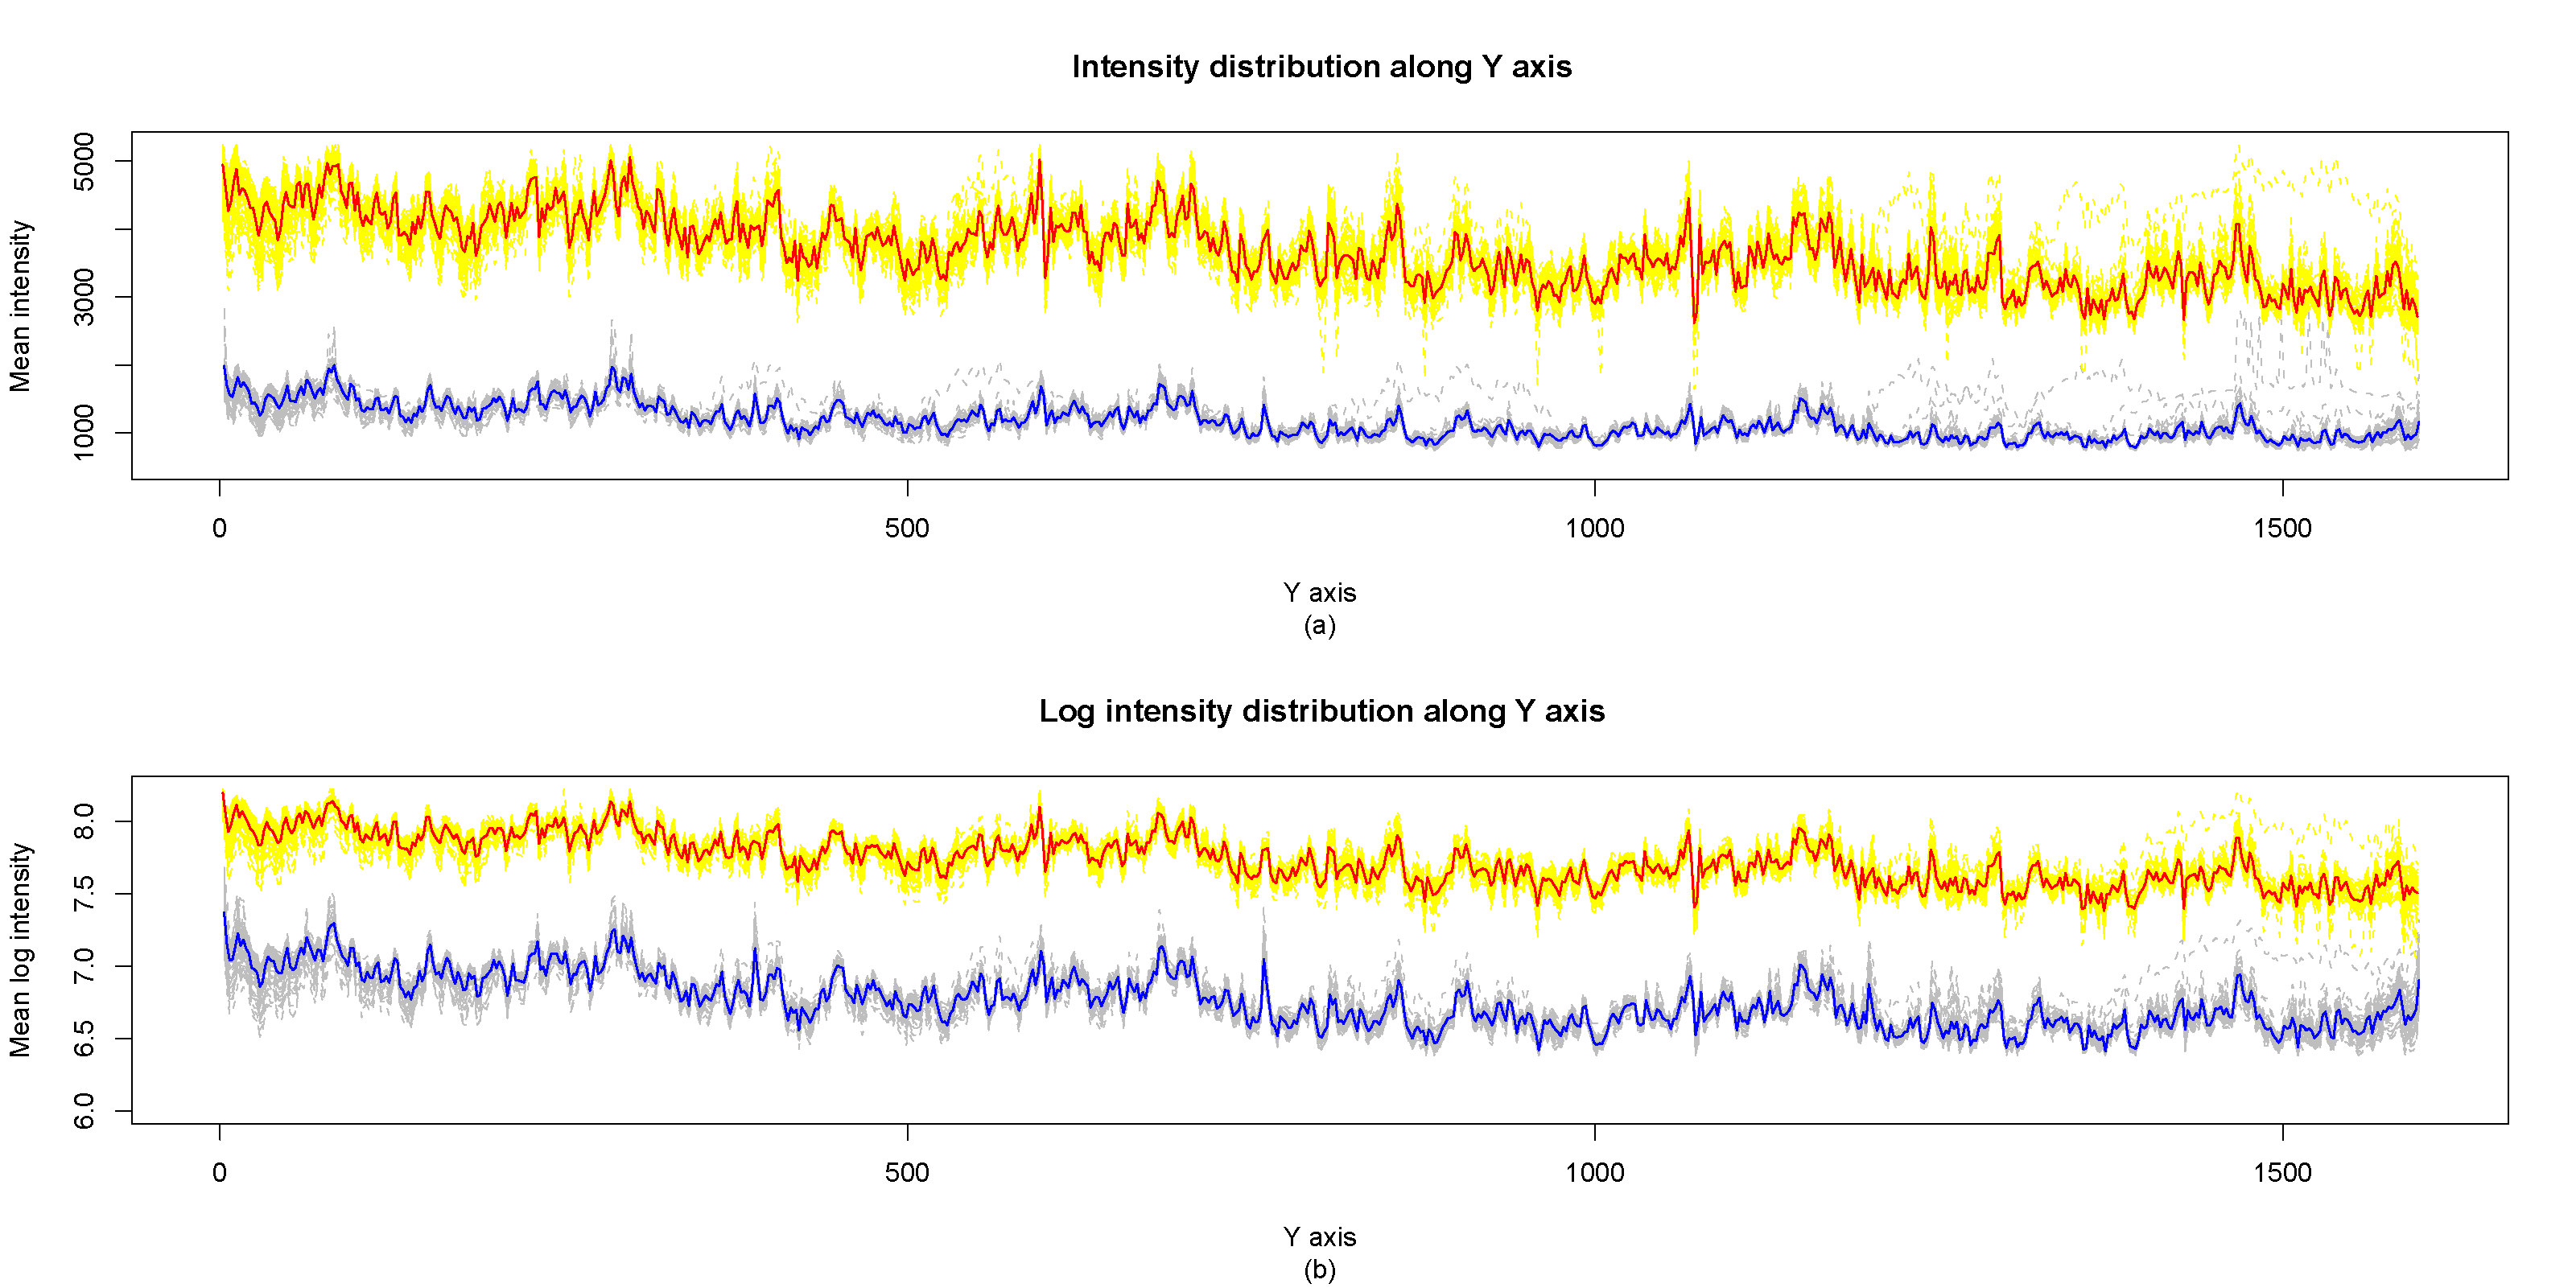 Intensity distribution along Y axis
Mean intensity
5000
3000
1000
0 500 1000 1500
Y axis
(a)
Log intensity distribution along Y axis
Mean log intensity
8.0
7.5
7.0
6.5
6.0
0 500 1000 1500
Y axis
(b)